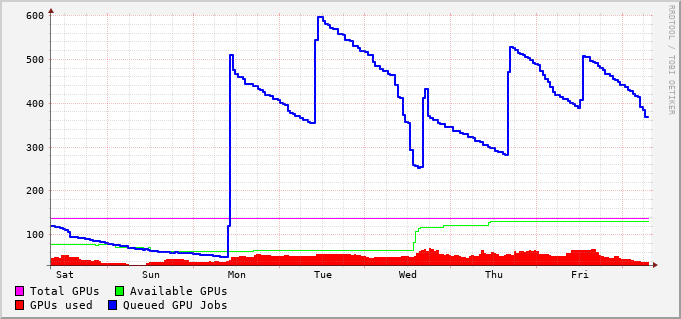 600
500
400
300
200
100
Sat Sun Mon Tue Wed Thu Fri
Total GPUs Available GPUs
GPUs used Queued GPU Jobs
RRDTOOL / TOBI OETIKER